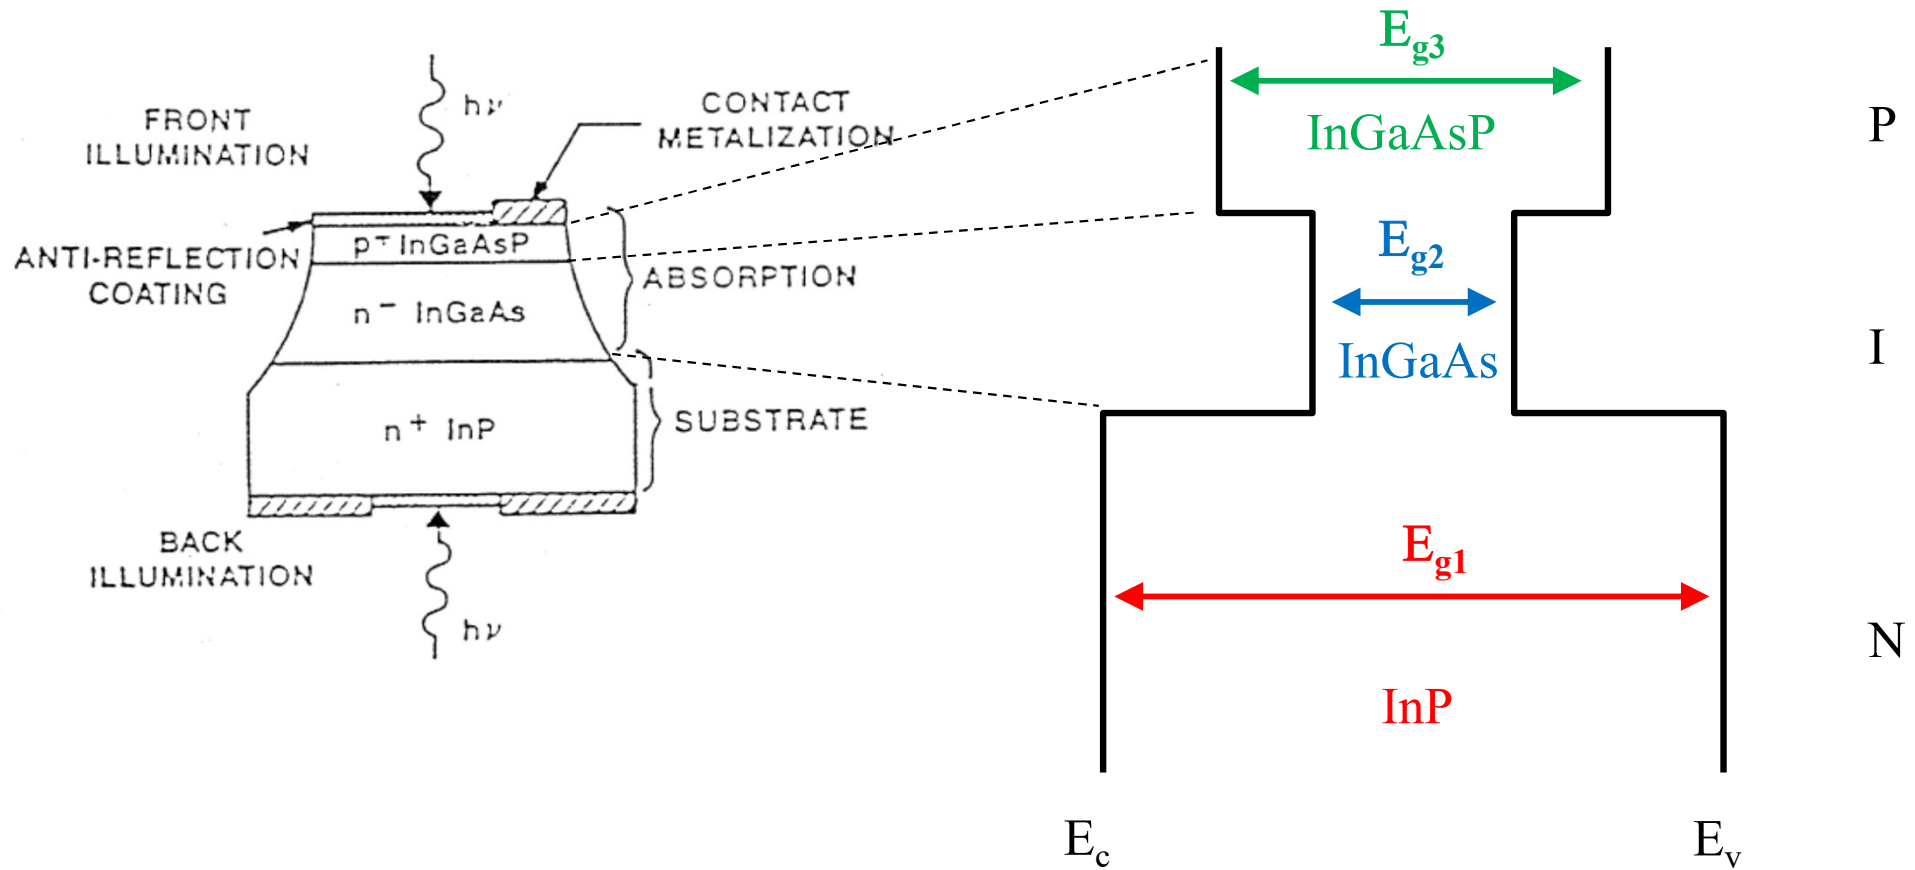 FRONT
ILLUMINATION
hν
CONTACT
METALIZATION
ANTI-REFLECTION
COATING
p+ InGaAsP
n− InGaAs
n+ InP
ABSORPTION
SUBSTRATE
BACK
ILLUMINATION
hν
Eg3
InGaAsP
P
Eg2
InGaAs
I
Eg1
InP
N
Ec
Ev